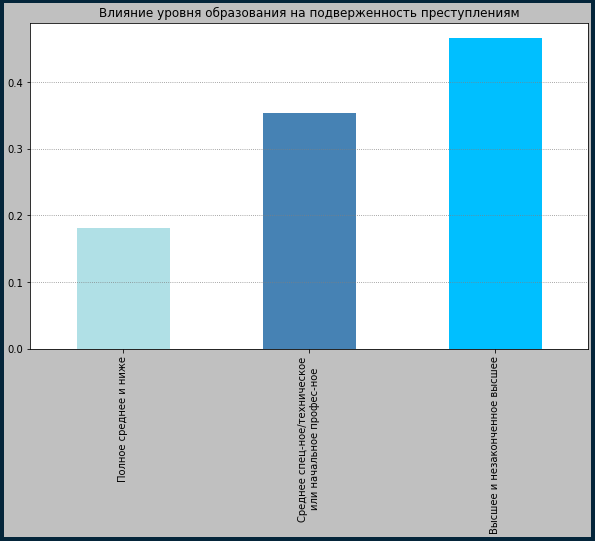 Влияние уровня образования на подверженность преступлениям
0.4
0.3
0.2
0.1
0.0
Полное среднее и ниже
Среднее спец-ное/техническое
или начальное профес-ное
Высшее и незаконченное высшее